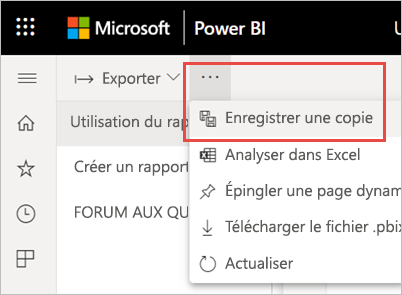 Microsoft Power BI
Exporter ...
Utilisation du rap
Créer un rapport
FORUM AUX QU
Enregistrer une copie
Analyser dans Excel
Épingler une page dynam
Télécharger le fichier .pbix
Actualiser